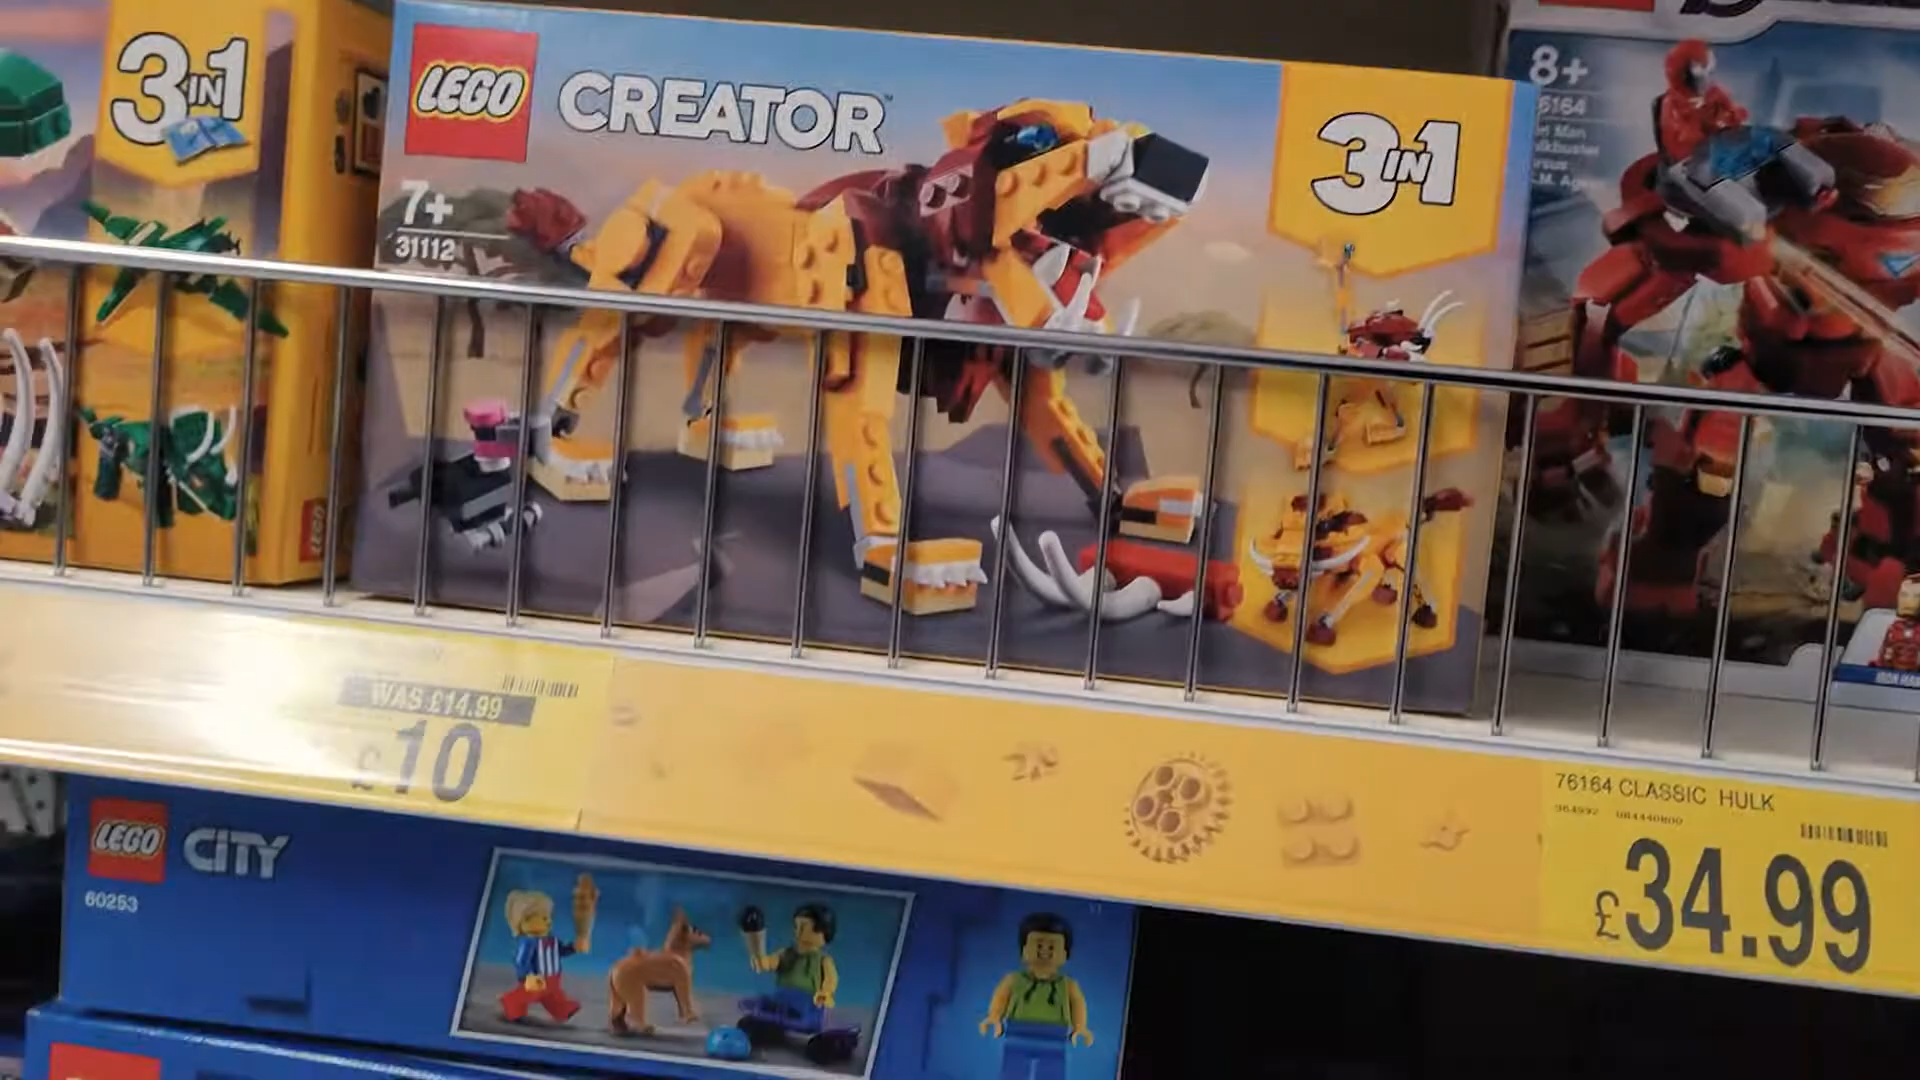 3IN1
LEGO
LEGO
CREATOR
7+
31112
3IN1
8+
WAS £14.99
£10
76164 CLASSIC HULK
£34.99
LEGO
CITY
60253